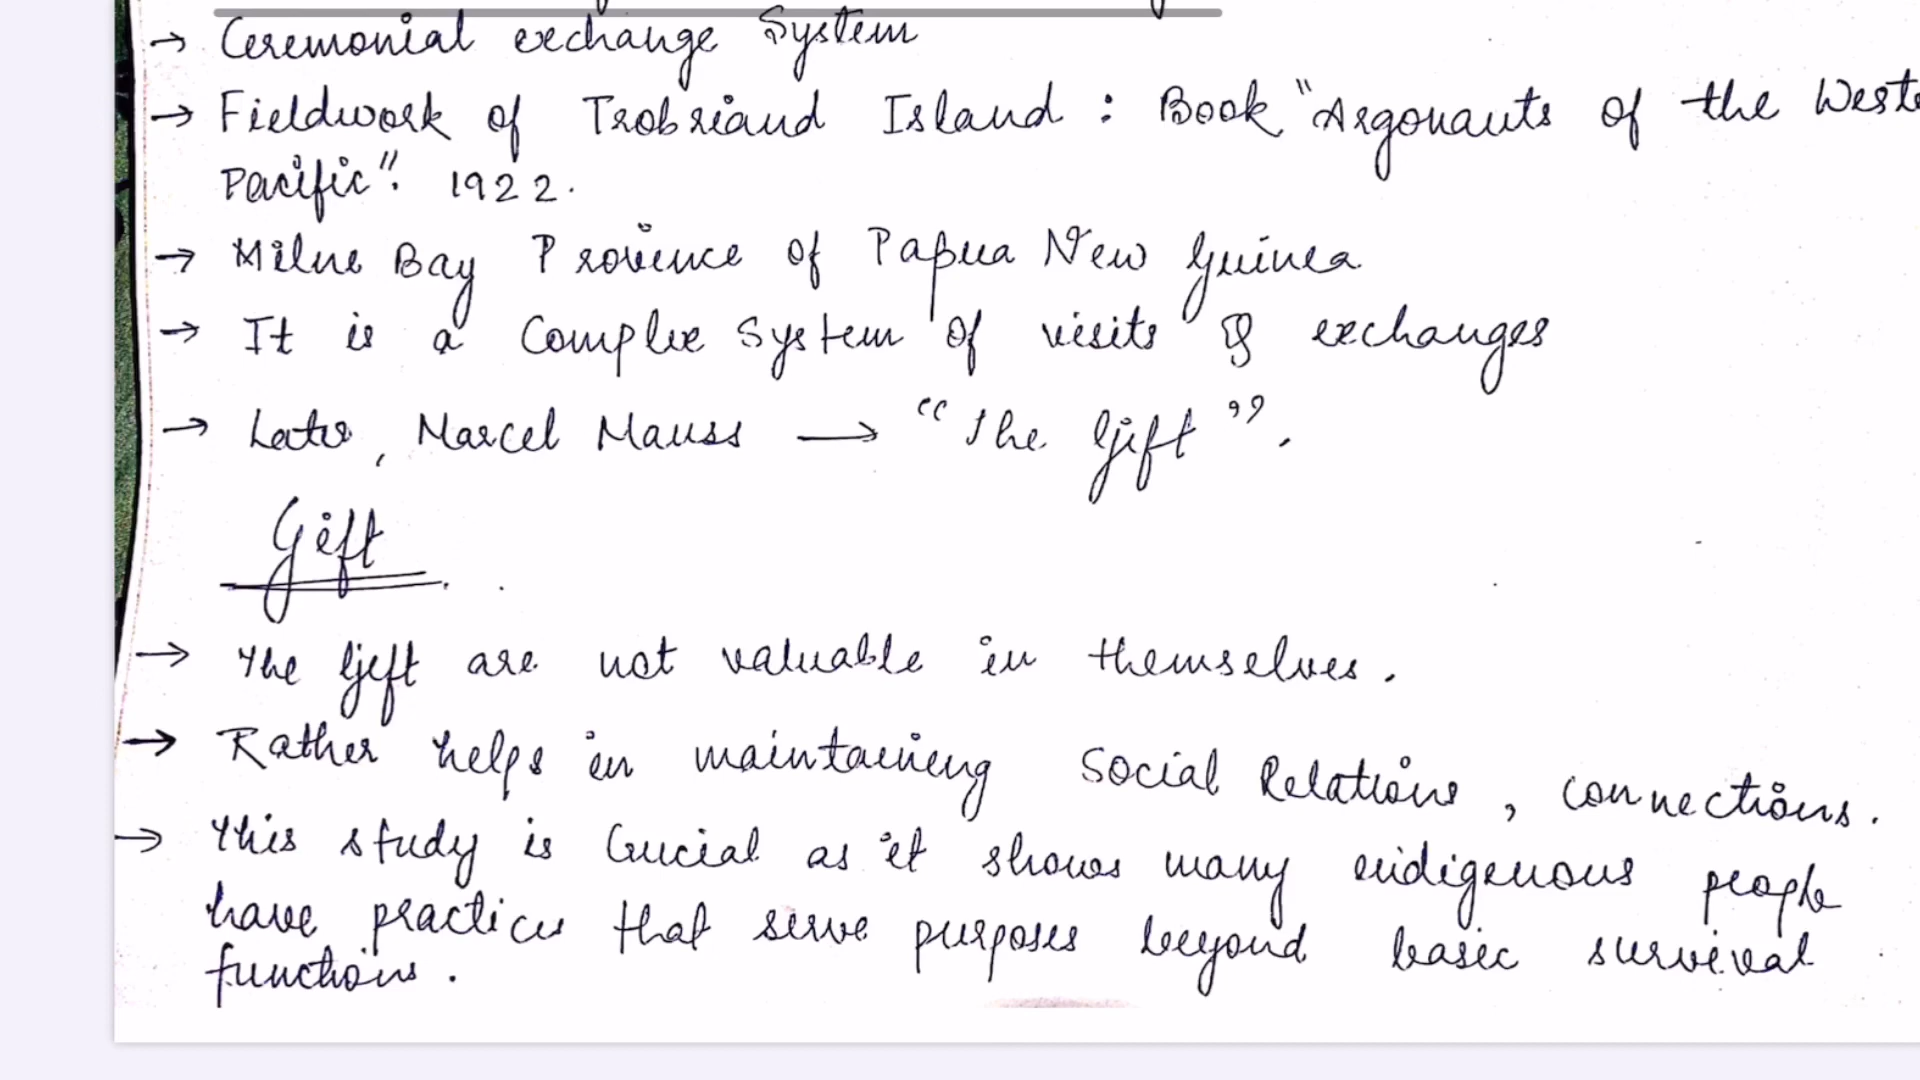 → Ceremonial exchange System
→ Fieldwork of Trobriand Island : Book "Argonauts of the West
Pacific". 1922.
→ Milne Bay Province of Papua New Guinea
→ It is a Complex System of visits & exchanges
→ Later, Marcel Mauss → "The Gift".
Gift
→ The Gift are not valuable in themselves.
→ Rather helps in maintaining Social Relations, connections.
→ This study is Crucial as it shows many indigenous people
have practices that serve purposes beyond basic survival
functions.